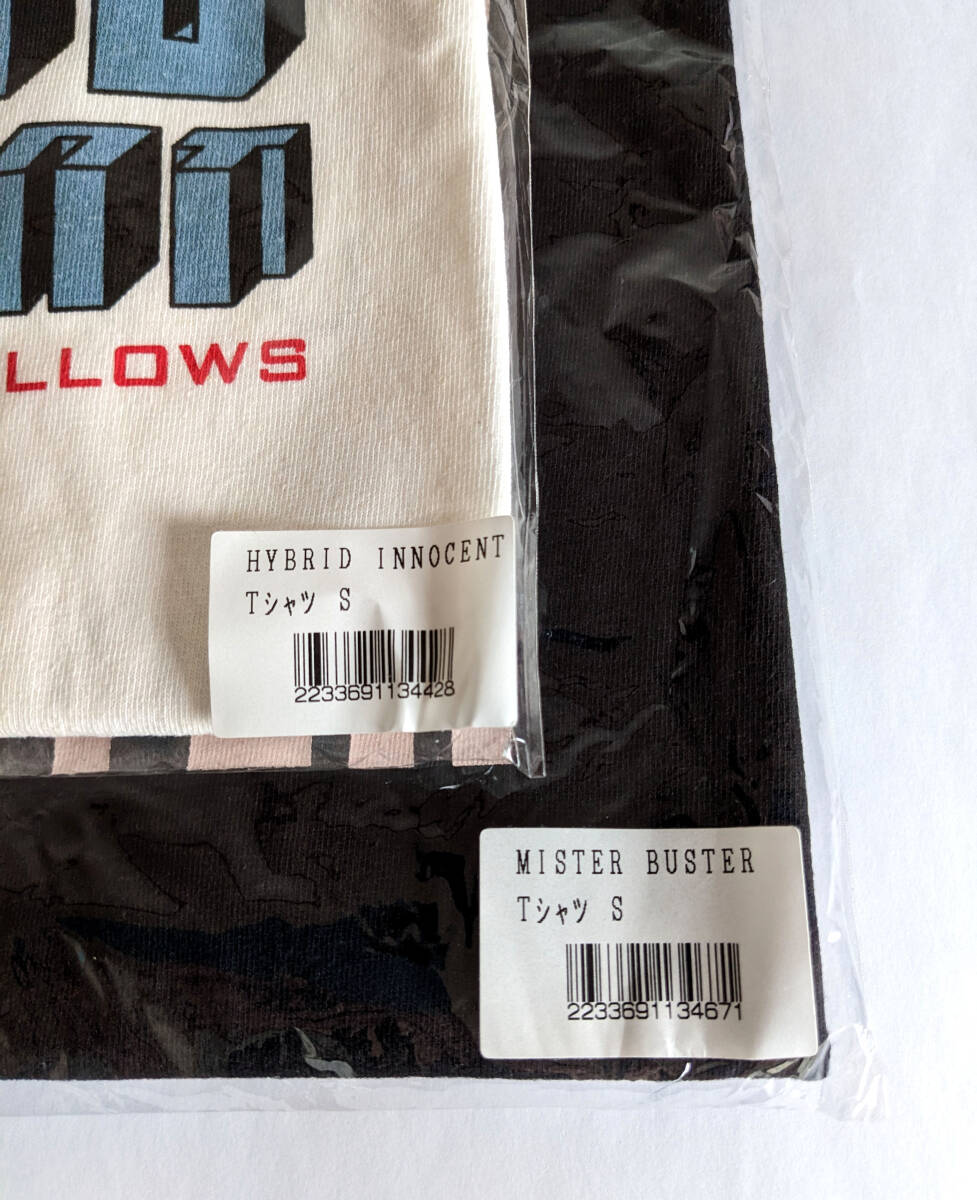 LLOWS
HYBRID INNOCENT
Tシャツ S
2233691134428
MISTER BUSTER
Tシャツ S
2233691134671